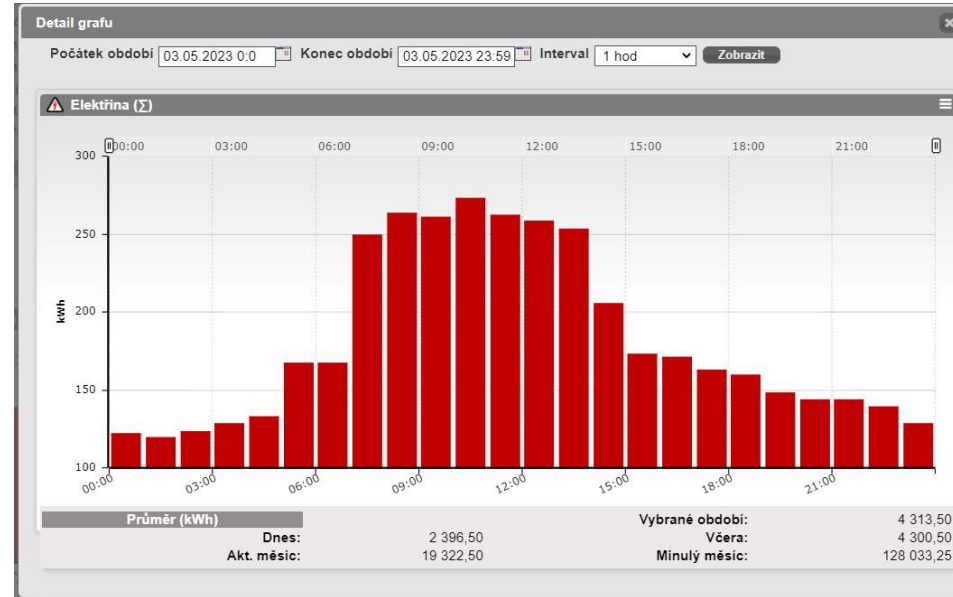 Detail grafu
Počátek období 03.05.2023 0:0 Konec období 03.05.2023 23:59 Interval 1 hod Zobrazit
Elektřina (∑)
00:00 03:00 06:00 09:00 12:00 15:00 18:00 21:00
300
250
kWh
200
150
100
00:00 03:00 06:00 09:00 12:00 15:00 18:00 21:00
Průměr (kWh) Vybrané období: 4 313,50
Dnes: 2 396,50 Včera: 4 300,50
Akt. měsíc: 19 322,50 Minulý měsíc: 128 033,25